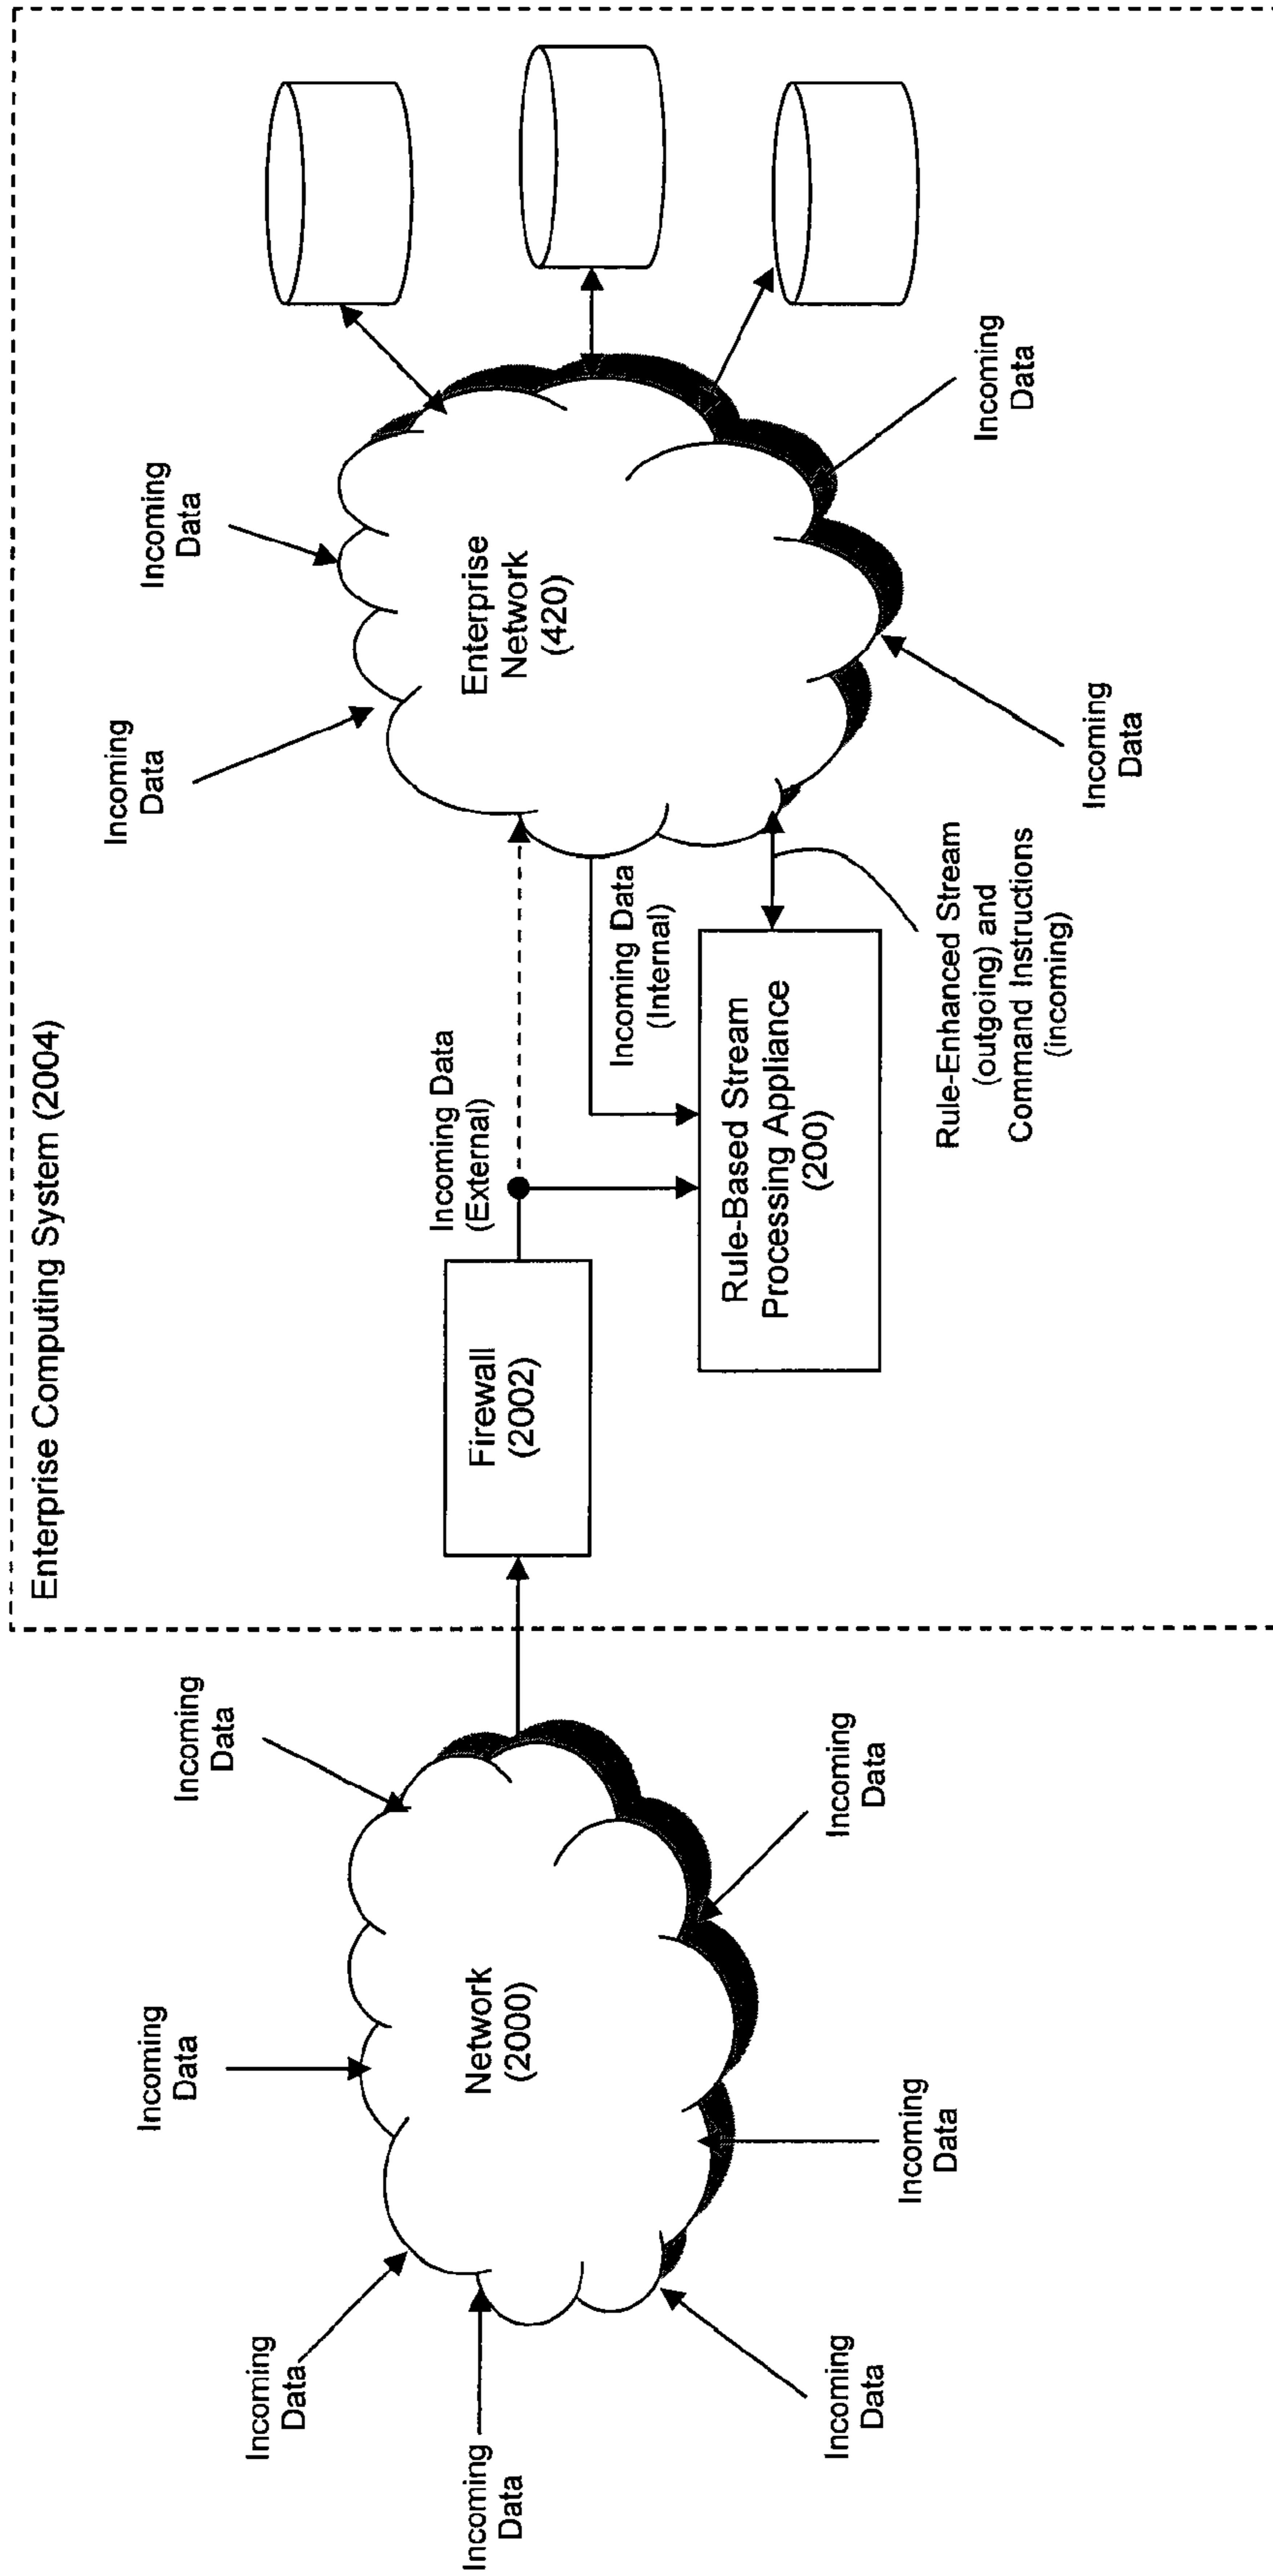 Enterprise Computing System (2004)
Incoming
Data
Incoming
Data
Incoming
Data
Incoming
Data
Incoming
Data
Incoming
Data
Incoming
Data
Network
(2000)
Firewall
(2002)
Incoming Data
(External)
Incoming Data
(Internal)
Rule-Based Stream
Processing Appliance
(200)
Rule-Enhanced Stream
(outgoing) and
Command Instructions
(incoming)
Incoming
Data
Incoming
Data
Enterprise
Network
(420)
Incoming
Data
Incoming
Data